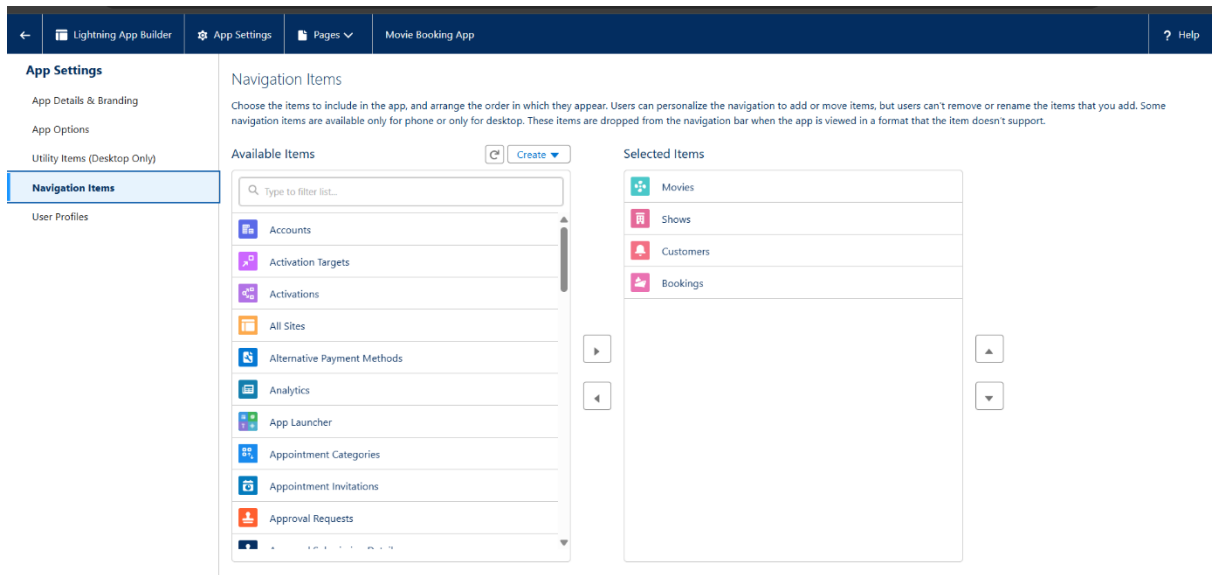 Lightning App Builder
App Settings
Pages
Movie Booking App
? Help
App Settings
App Details & Branding
App Options
Utility Items (Desktop Only)
Navigation Items
User Profiles
Navigation Items
Choose the items to include in the app, and arrange the order in which they appear. Users can personalize the navigation to add or move items, but users can't remove or rename the items that you add. Some
navigation items are available only for phone or only for desktop. These items are dropped from the navigation bar when the app is viewed in a format that the item doesn't support.
Available Items
Create
Type to filter list...
Accounts
Activation Targets
Activations
All Sites
Alternative Payment Methods
Analytics
App Launcher
Appointment Categories
Appointment Invitations
Approval Requests
Selected Items
Movies
Shows
Customers
Bookings